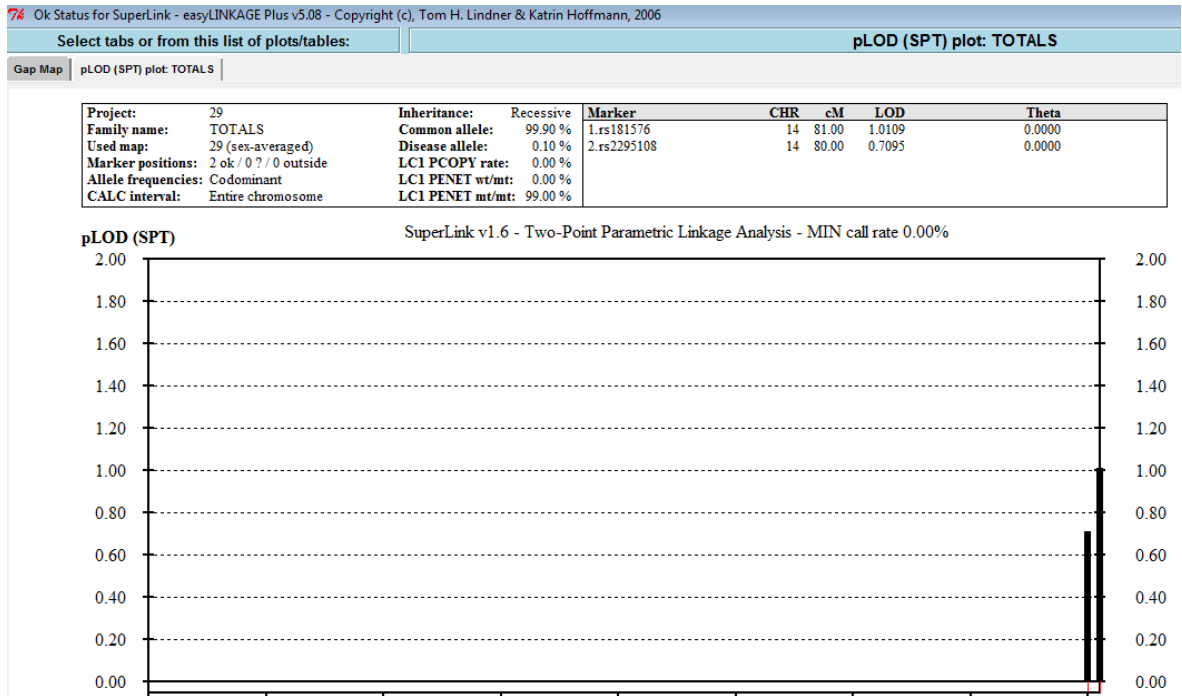 Ok Status for SuperLink - easyLINKAGE Plus v5.08 - Copyright (c), Tom H. Lindner & Katrin Hoffmann, 2006
Select tabs or from this list of plots/tables: pLOD (SPT) plot: TOTALS
Gap Map pLOD (SPT) plot: TOTALS
Project: 29 Inheritance: Recessive Marker CHR cM LOD Theta
Family name: TOTALS Common allele: 99.90 % 1.rs181576 14 81.00 1.0109 0.0000
Used map: 29 (sex-averaged) Disease allele: 0.10 % 2.rs2295108 14 80.00 0.7095 0.0000
Marker positions: 2 ok / 0 ? / 0 outside LC1 PCOPY rate: 0.00 %
Allele frequencies: Codominant LC1 PENET wt/mt: 0.00 %
CALC interval: Entire chromosome LC1 PENET mt/mt: 99.00 %
pLOD (SPT) SuperLink v1.6 - Two-Point Parametric Linkage Analysis - MIN call rate 0.00%
2.00 2.00
1.80 1.80
1.60 1.60
1.40 1.40
1.20 1.20
1.00 1.00
0.80 0.80
0.60 0.60
0.40 0.40
0.20 0.20
0.00 0.00